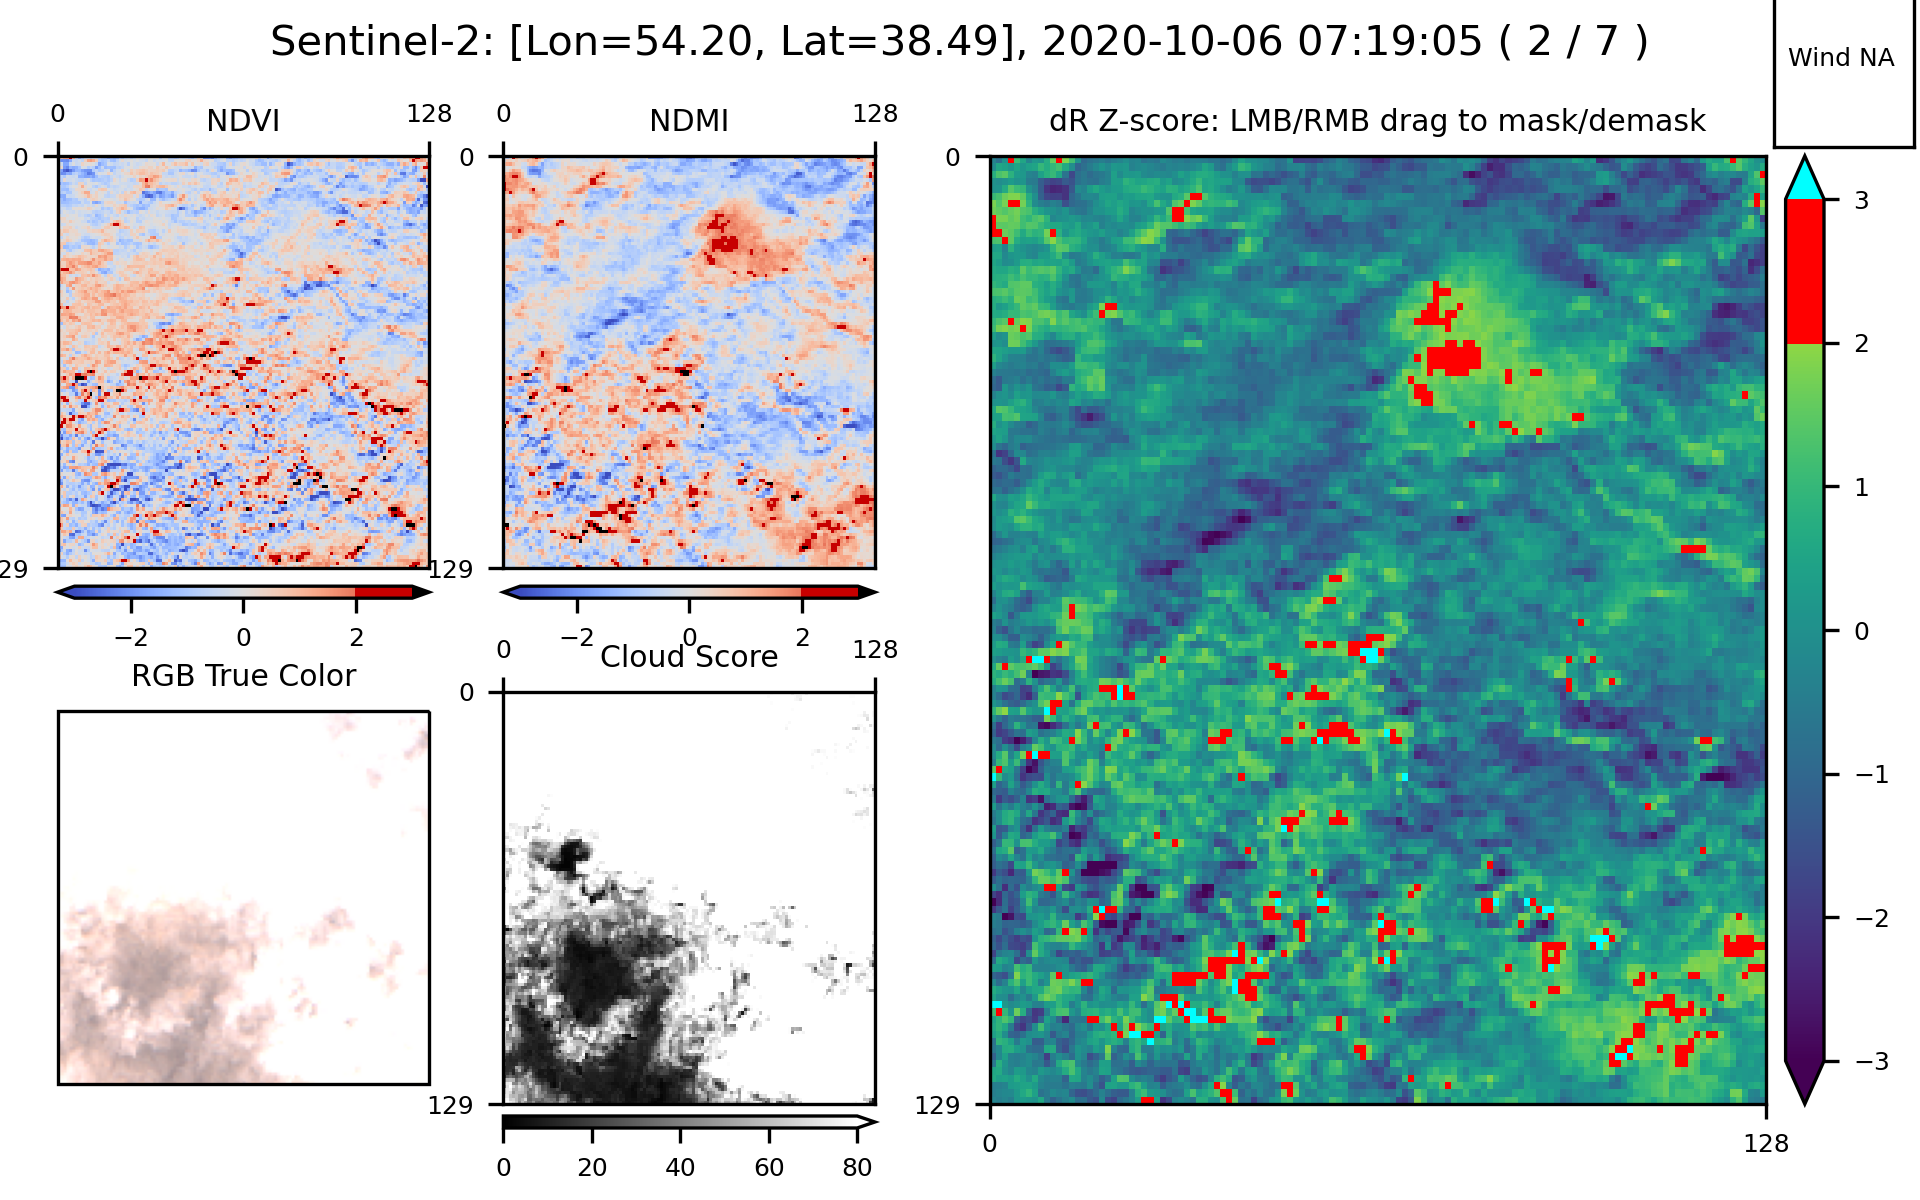 Sentinel-2: [Lon=54.20, Lat=38.49], 2020-10-06 07:19:05 ( 2 / 7 )
Wind NA
0 NDVI 128
0
29
−2 0 2
0 NDMI 128
0
129
−2 0 2
dR Z-score: LMB/RMB drag to mask/demask
0
129
0 128
3
2
1
0
−1
−2
−3
RGB True Color
0 Cloud Score 128
0
129
0 20 40 60 80